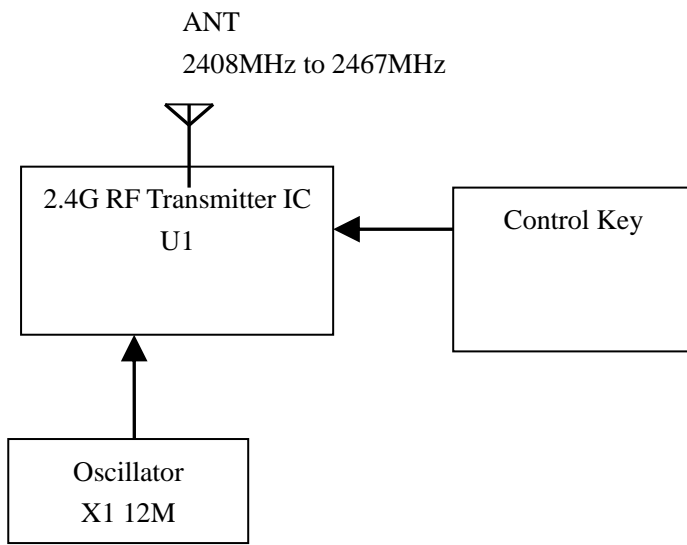 ANT
2408MHz to 2467MHz
2.4G RF Transmitter IC
U1
Control Key
Oscillator
X1 12M